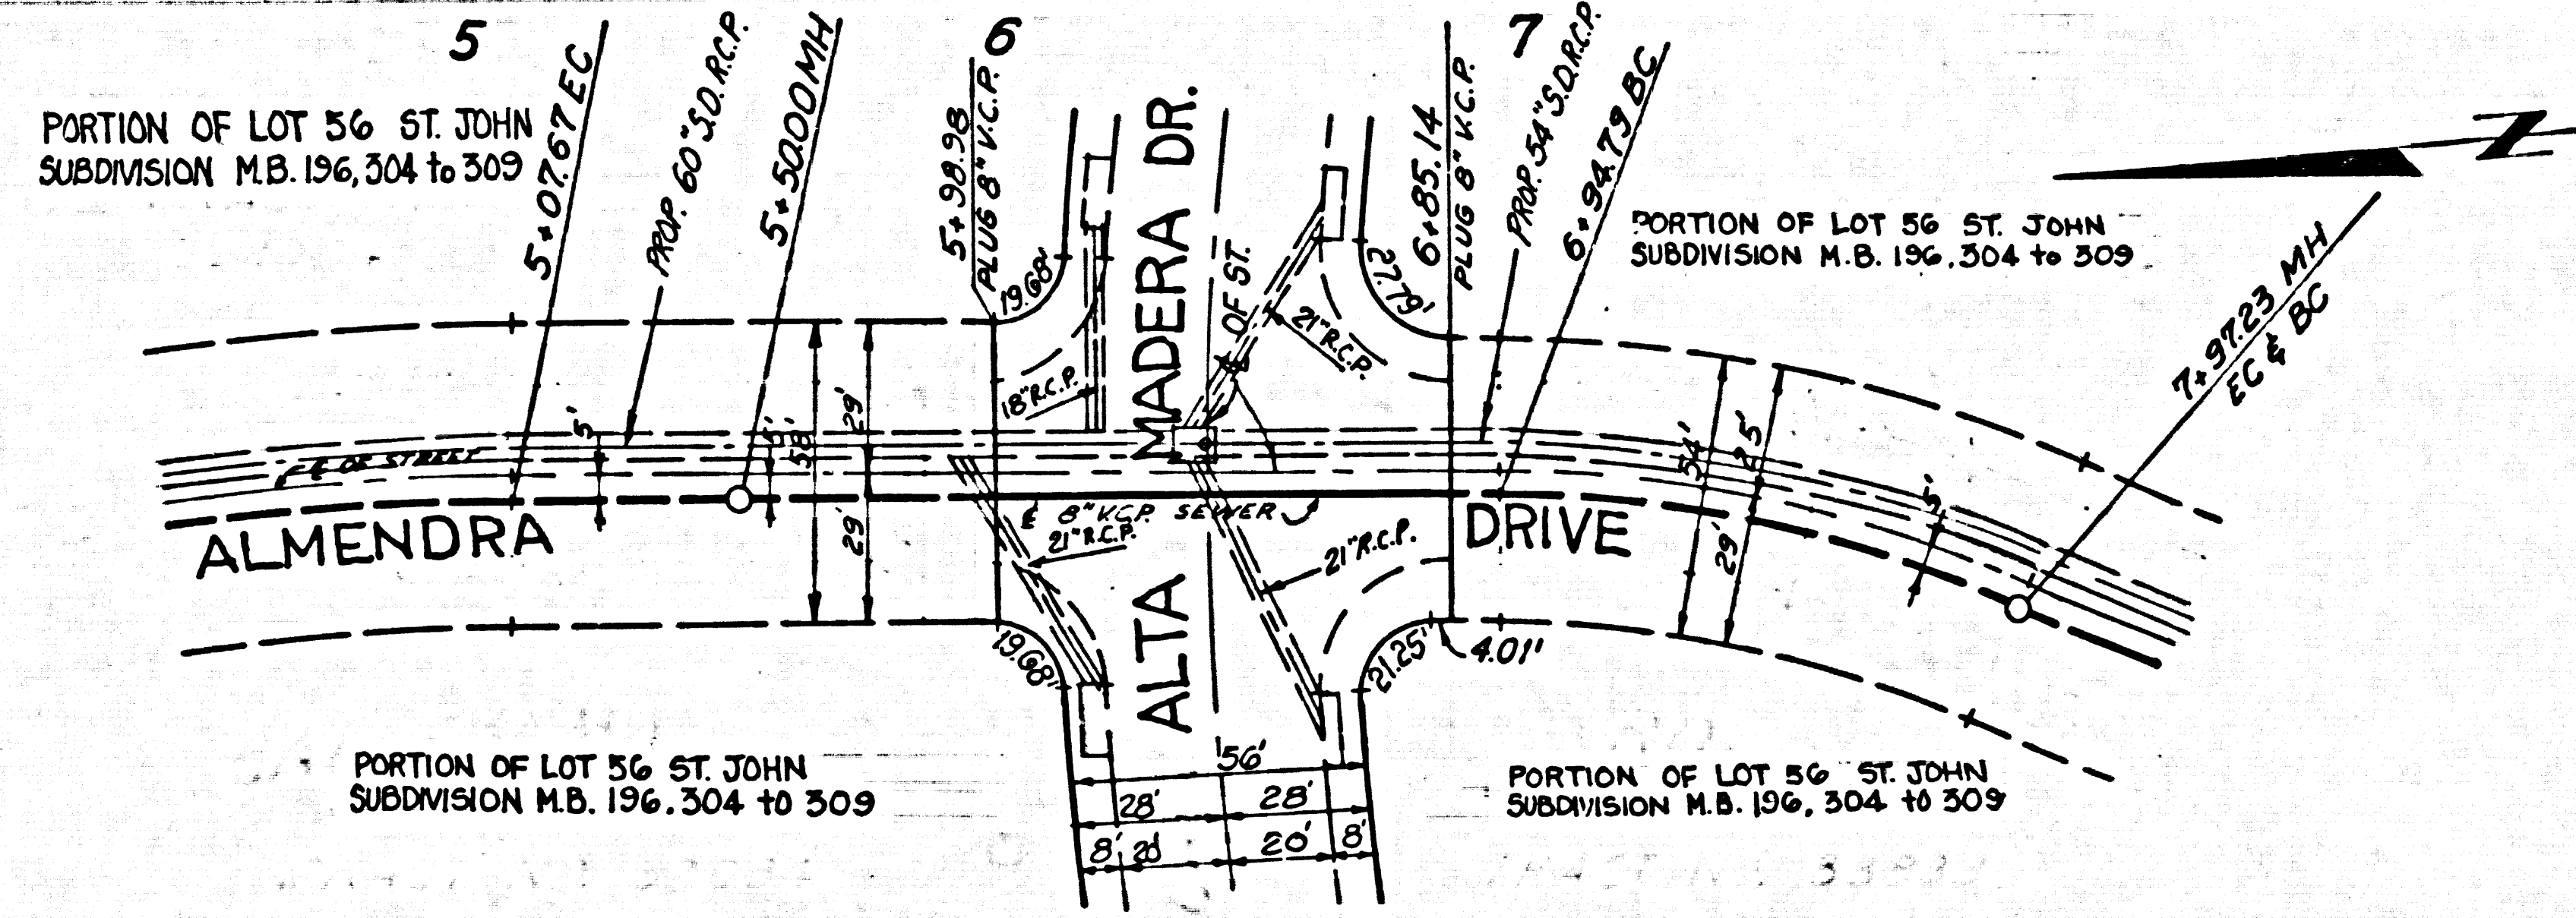 5
6
7
PORTION OF LOT 56 ST. JOHN
SUBDIVISION M.B. 196, 304 to 309
5+07.67 EC
PROP. 60" S.D. R.C.P.
5+50.00 MH
5+98.98
PLUG 8" V.C.P.
ALTA MADERA DR.
6+85.14
PLUG 8" V.C.P.
PROP. 54" S.D. R.C.P.
6+94.79 BC
PORTION OF LOT 56 ST. JOHN
SUBDIVISION M.B. 196, 304 to 309
N
7+97.23 MH
EC & BC
19.68'
27.79'
℄ OF ST.
21" R.C.P.
18" R.C.P.
5'
5'
58'
29'
29'
℄ OF STREET
ALMENDRA DRIVE
℄ 8" V.C.P. SEWER
21" R.C.P.
21" R.C.P.
54'
25'
29'
5'
19.68'
21.25'
4.01'
PORTION OF LOT 56 ST. JOHN
SUBDIVISION M.B. 196, 304 to 309
PORTION OF LOT 56 ST. JOHN
SUBDIVISION M.B. 196, 304 to 309
56'
28' 28'
8' 20' 20' 8'